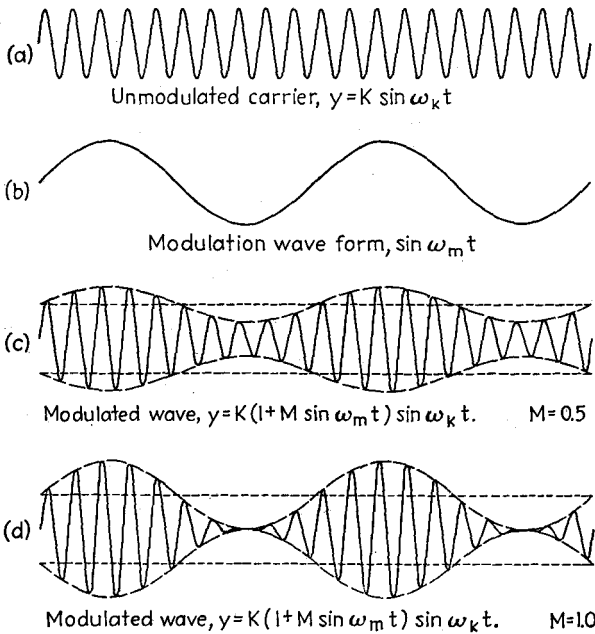 (a)
Unmodulated carrier, y=K sin ωₖt
(b)
Modulation wave form, sin ωₘt
(c)
Modulated wave, y=K(1+M sin ωₘt) sin ωₖt. M=0.5
(d)
Modulated wave, y=K(1+M sin ωₘt) sin ωₖt. M=1.0